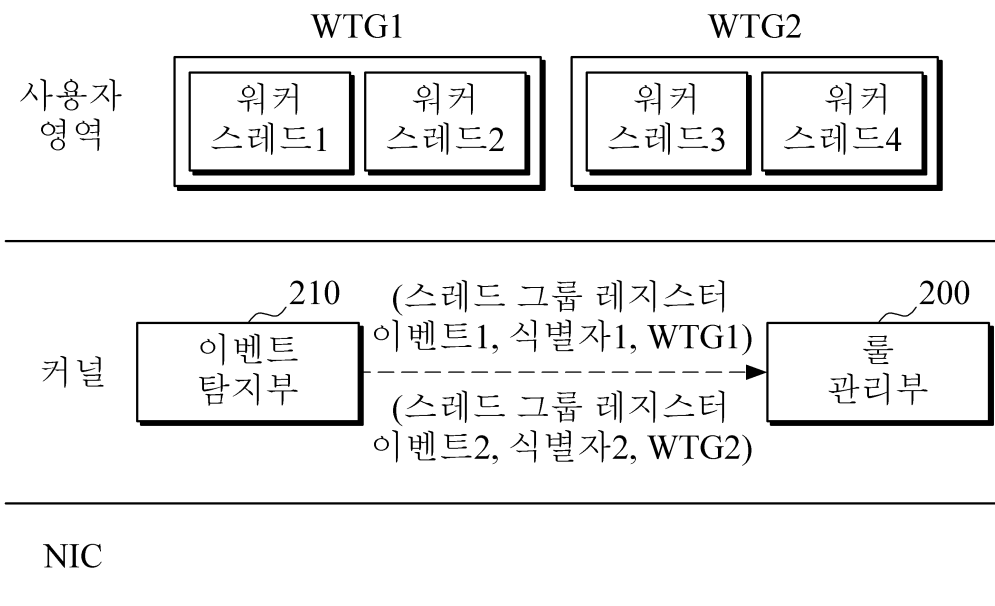 WTG1
WTG2
사용자
영역
워커
스레드1
워커
스레드2
워커
스레드3
워커
스레드4
커널
210
이벤트
탐지부
(스레드 그룹 레지스터
이벤트1, 식별자1, WTG1)
(스레드 그룹 레지스터
이벤트2, 식별자2, WTG2)
200
룰
관리부
NIC